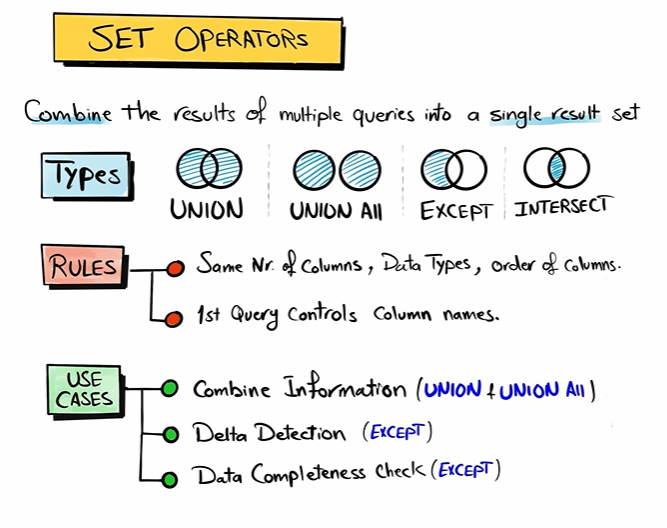 SET OPERATORS
Combine the results of multiple queries into a single result set
Types
UNION
UNION All
EXCEPT
INTERSECT
RULES
Same Nr. of Columns, Data Types, order of Columns.
1st Query Controls Column names.
USE
CASES
Combine Information (UNION & UNION All)
Delta Detection (EXCEPT)
Data Completeness Check (EXCEPT)